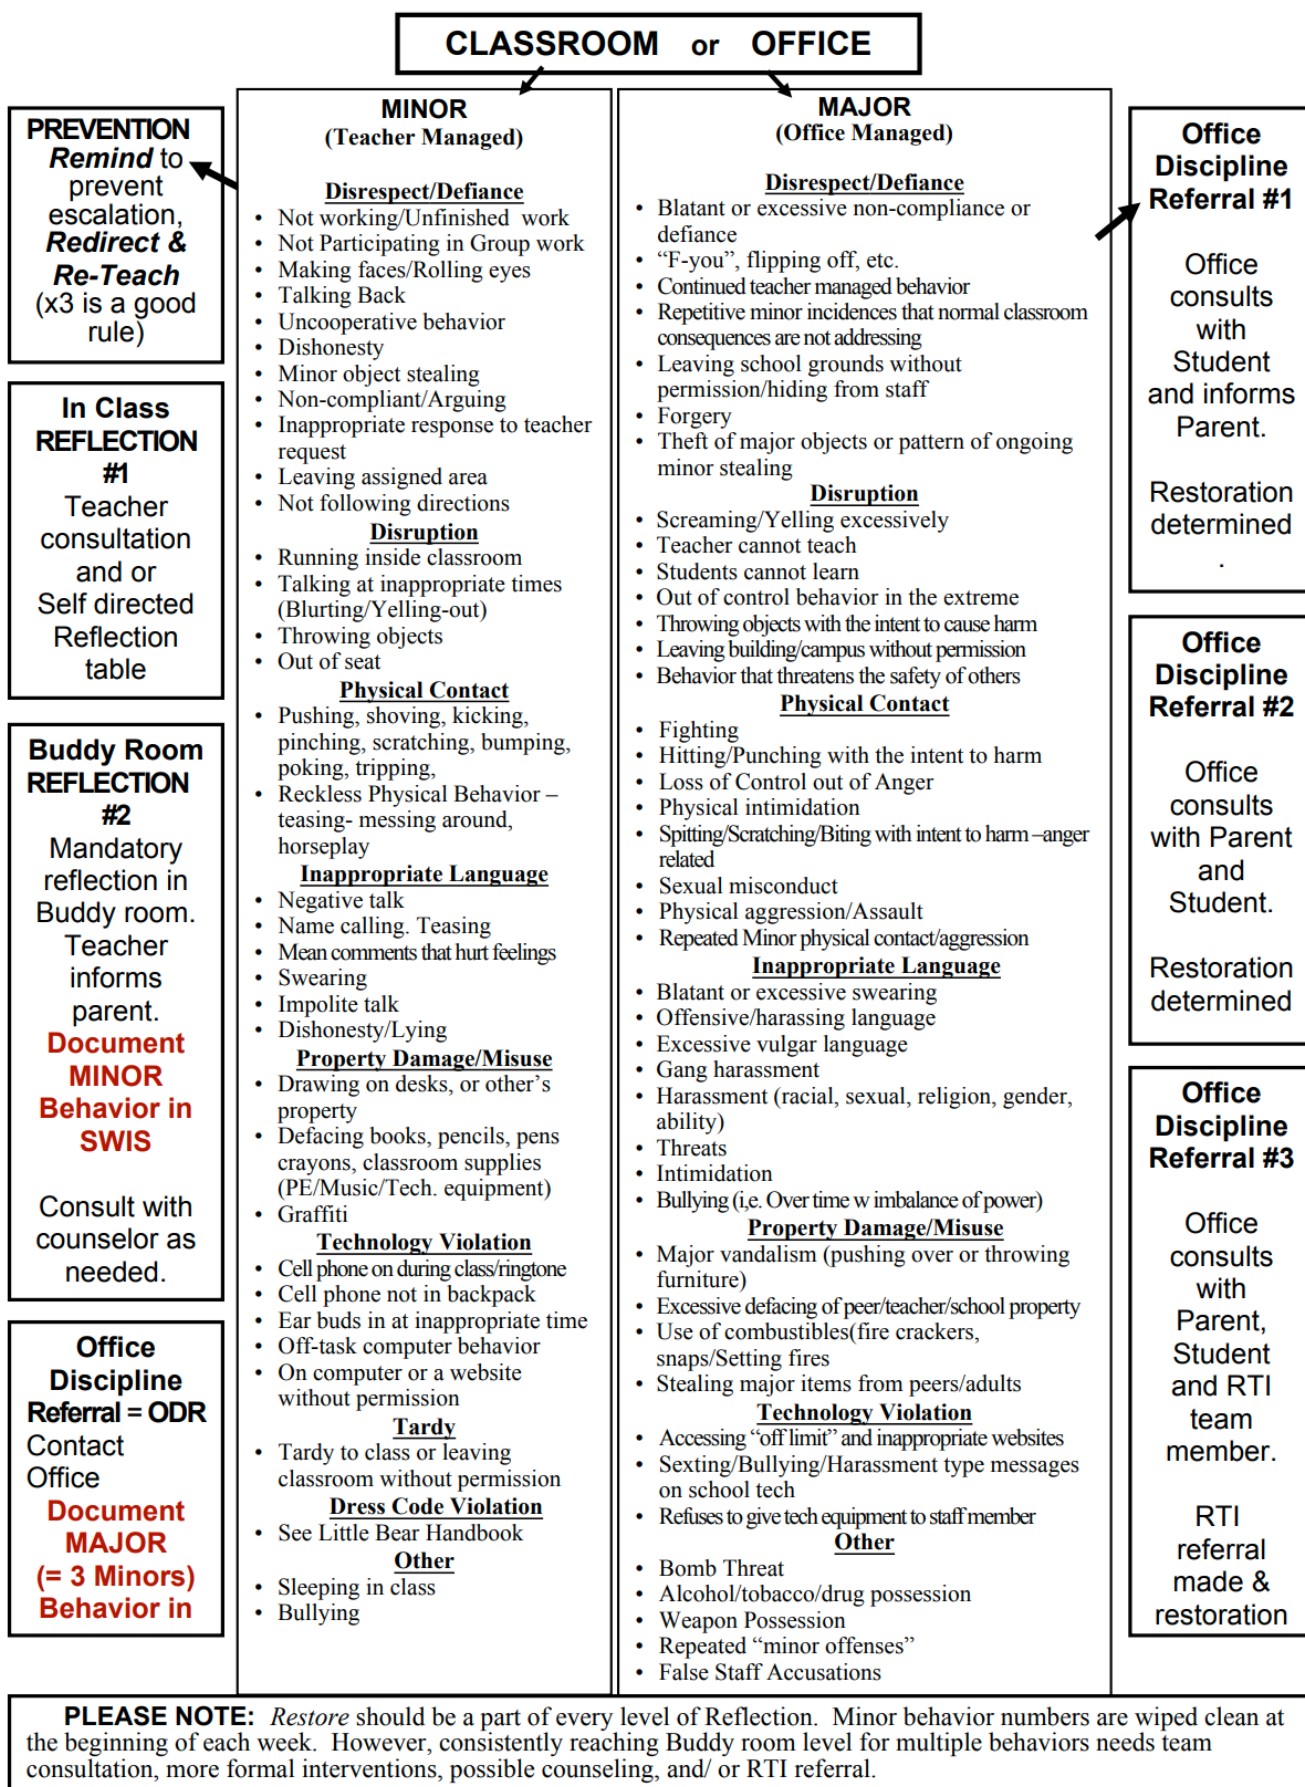 CLASSROOM or OFFICE
PREVENTION
Remind to
prevent
escalation,
Redirect &
Re-Teach
(x3 is a good
rule)
In Class
REFLECTION
#1
Teacher
consultation
and or
Self directed
Reflection
table
Buddy Room
REFLECTION
#2
Mandatory
reflection in
Buddy room.
Teacher
informs
parent.
Document
MINOR
Behavior in
SWIS
Consult with
counselor as
needed.
Office
Discipline
Referral = ODR
Contact
Office
Document
MAJOR
(= 3 Minors)
Behavior in
MINOR
(Teacher Managed)
Disrespect/Defiance
• Not working/Unfinished work
• Not Participating in Group work
• Making faces/Rolling eyes
• Talking Back
• Uncooperative behavior
• Dishonesty
• Minor object stealing
• Non-compliant/Arguing
• Inappropriate response to teacher
request
• Leaving assigned area
• Not following directions
Disruption
• Running inside classroom
• Talking at inappropriate times
(Blurting/Yelling-out)
• Throwing objects
• Out of seat
Physical Contact
• Pushing, shoving, kicking,
pinching, scratching, bumping,
poking, tripping,
• Reckless Physical Behavior –
teasing- messing around,
horseplay
Inappropriate Language
• Negative talk
• Name calling. Teasing
• Mean comments that hurt feelings
• Swearing
• Impolite talk
• Dishonesty/Lying
Property Damage/Misuse
• Drawing on desks, or other's
property
• Defacing books, pencils, pens
crayons, classroom supplies
(PE/Music/Tech. equipment)
• Graffiti
Technology Violation
• Cell phone on during class/ringtone
• Cell phone not in backpack
• Ear buds in at inappropriate time
• Off-task computer behavior
• On computer or a website
without permission
Tardy
• Tardy to class or leaving
classroom without permission
Dress Code Violation
• See Little Bear Handbook
Other
• Sleeping in class
• Bullying
MAJOR
(Office Managed)
Disrespect/Defiance
• Blatant or excessive non-compliance or
defiance
• “F-you”, flipping off, etc.
• Continued teacher managed behavior
• Repetitive minor incidences that normal classroom
consequences are not addressing
• Leaving school grounds without
permission/hiding from staff
• Forgery
• Theft of major objects or pattern of ongoing
minor stealing
Disruption
• Screaming/Yelling excessively
• Teacher cannot teach
• Students cannot learn
• Out of control behavior in the extreme
• Throwing objects with the intent to cause harm
• Leaving building/campus without permission
• Behavior that threatens the safety of others
Physical Contact
• Fighting
• Hitting/Punching with the intent to harm
• Loss of Control out of Anger
• Physical intimidation
• Spitting/Scratching/Biting with intent to harm –anger
related
• Sexual misconduct
• Physical aggression/Assault
• Repeated Minor physical contact/aggression
Inappropriate Language
• Blatant or excessive swearing
• Offensive/harassing language
• Excessive vulgar language
• Gang harassment
• Harassment (racial, sexual, religion, gender,
ability)
• Threats
• Intimidation
• Bullying (i,e. Over time w imbalance of power)
Property Damage/Misuse
• Major vandalism (pushing over or throwing
furniture)
• Excessive defacing of peer/teacher/school property
• Use of combustibles(fire crackers,
snaps/Setting fires
• Stealing major items from peers/adults
Technology Violation
• Accessing “off limit” and inappropriate websites
• Sexting/Bullying/Harassment type messages
on school tech
• Refuses to give tech equipment to staff member
Other
• Bomb Threat
• Alcohol/tobacco/drug possession
• Weapon Possession
• Repeated “minor offenses”
• False Staff Accusations
Office
Discipline
Referral #1
Office
consults
with
Student
and informs
Parent.
Restoration
determined
.
Office
Discipline
Referral #2
Office
consults
with Parent
and
Student.
Restoration
determined
Office
Discipline
Referral #3
Office
consults
with
Parent,
Student
and RTI
team
member.
RTI
referral
made &
restoration
PLEASE NOTE: Restore should be a part of every level of Reflection. Minor behavior numbers are wiped clean at
the beginning of each week. However, consistently reaching Buddy room level for multiple behaviors needs team
consultation, more formal interventions, possible counseling, and/ or RTI referral.